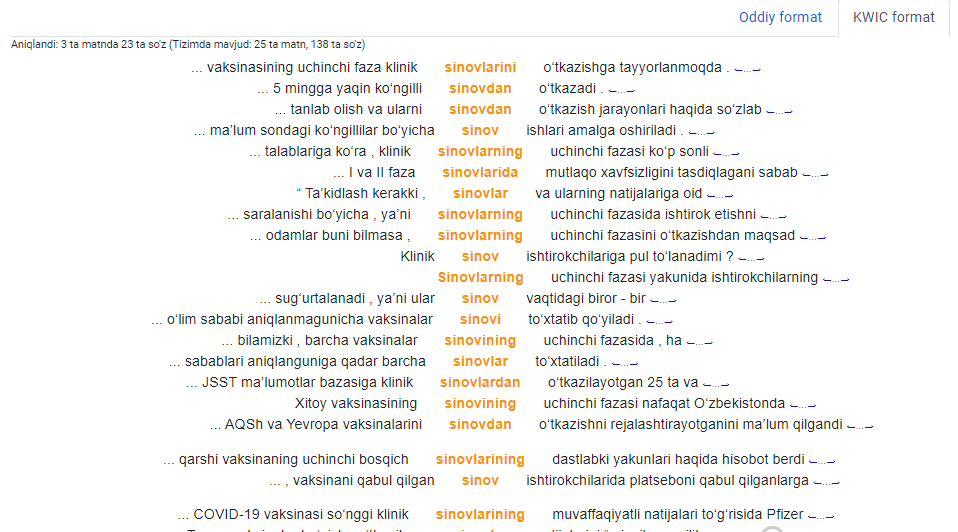 Oddiy format KWIC format
Aniqlandi: 3 ta matnda 23 ta so'z (Tizimda mavjud: 25 ta matn, 138 ta so'z)
... vaksinasining uchinchi faza klinik sinovlarini o‘tkazishga tayyorlanmoqda . ...
... 5 mingga yaqin ko‘ngilli sinovdan o‘tkazadi . ...
... tanlab olish va ularni sinovdan o‘tkazish jarayonlari haqida so‘zlab ...
... ma’lum sondagi ko‘ngillilar bo‘yicha sinov ishlari amalga oshiriladi . ...
... talablariga ko‘ra , klinik sinovlarning uchinchi fazasi ko‘p sonli ...
... I va II faza sinovlarida mutlaqo xavfsizligini tasdiqlagani sabab ...
“ Ta’kidlash kerakki , sinovlar va ularning natijalariga oid ...
... saralanishi bo‘yicha , ya’ni sinovlarning uchinchi fazasida ishtirok etishni ...
... odamlar buni bilmasa , sinovlarning uchinchi fazasini o‘tkazishdan maqsad ...
Klinik sinov ishtirokchilariga pul to‘lanadimi ? ...
Sinovlarning uchinchi fazasi yakunida ishtirokchilarning ...
... sug‘urtalanadi , ya’ni ular sinov vaqtidagi biror - bir ...
... o‘lim sababi aniqlanmagunicha vaksinalar sinovi to‘xtatib qo‘yiladi . ...
... bilamizki , barcha vaksinalar sinovining uchinchi fazasida , ha ...
... sabablari aniqlanguniga qadar barcha sinovlar to‘xtatiladi . ...
... JSST ma’lumotlar bazasiga klinik sinovlardan o‘tkazilayotgan 25 ta va ...
Xitoy vaksinasining sinovining uchinchi fazasi nafaqat O‘zbekistonda ...
... AQSh va Yevropa vaksinalarini sinovdan o‘tkazishni rejalashtirayotganini ma’lum qilgandi ...
... qarshi vaksinaning uchinchi bosqich sinovlarining dastlabki yakunlari haqida hisobot berdi ...
... , vaksinani qabul qilgan sinov ishtirokchilarida platseboni qabul qilganlarga ...
... COVID-19 vaksinasi so‘nggi klinik sinovlarining muvaffaqiyatli natijalari to‘g‘risida Pfizer ...